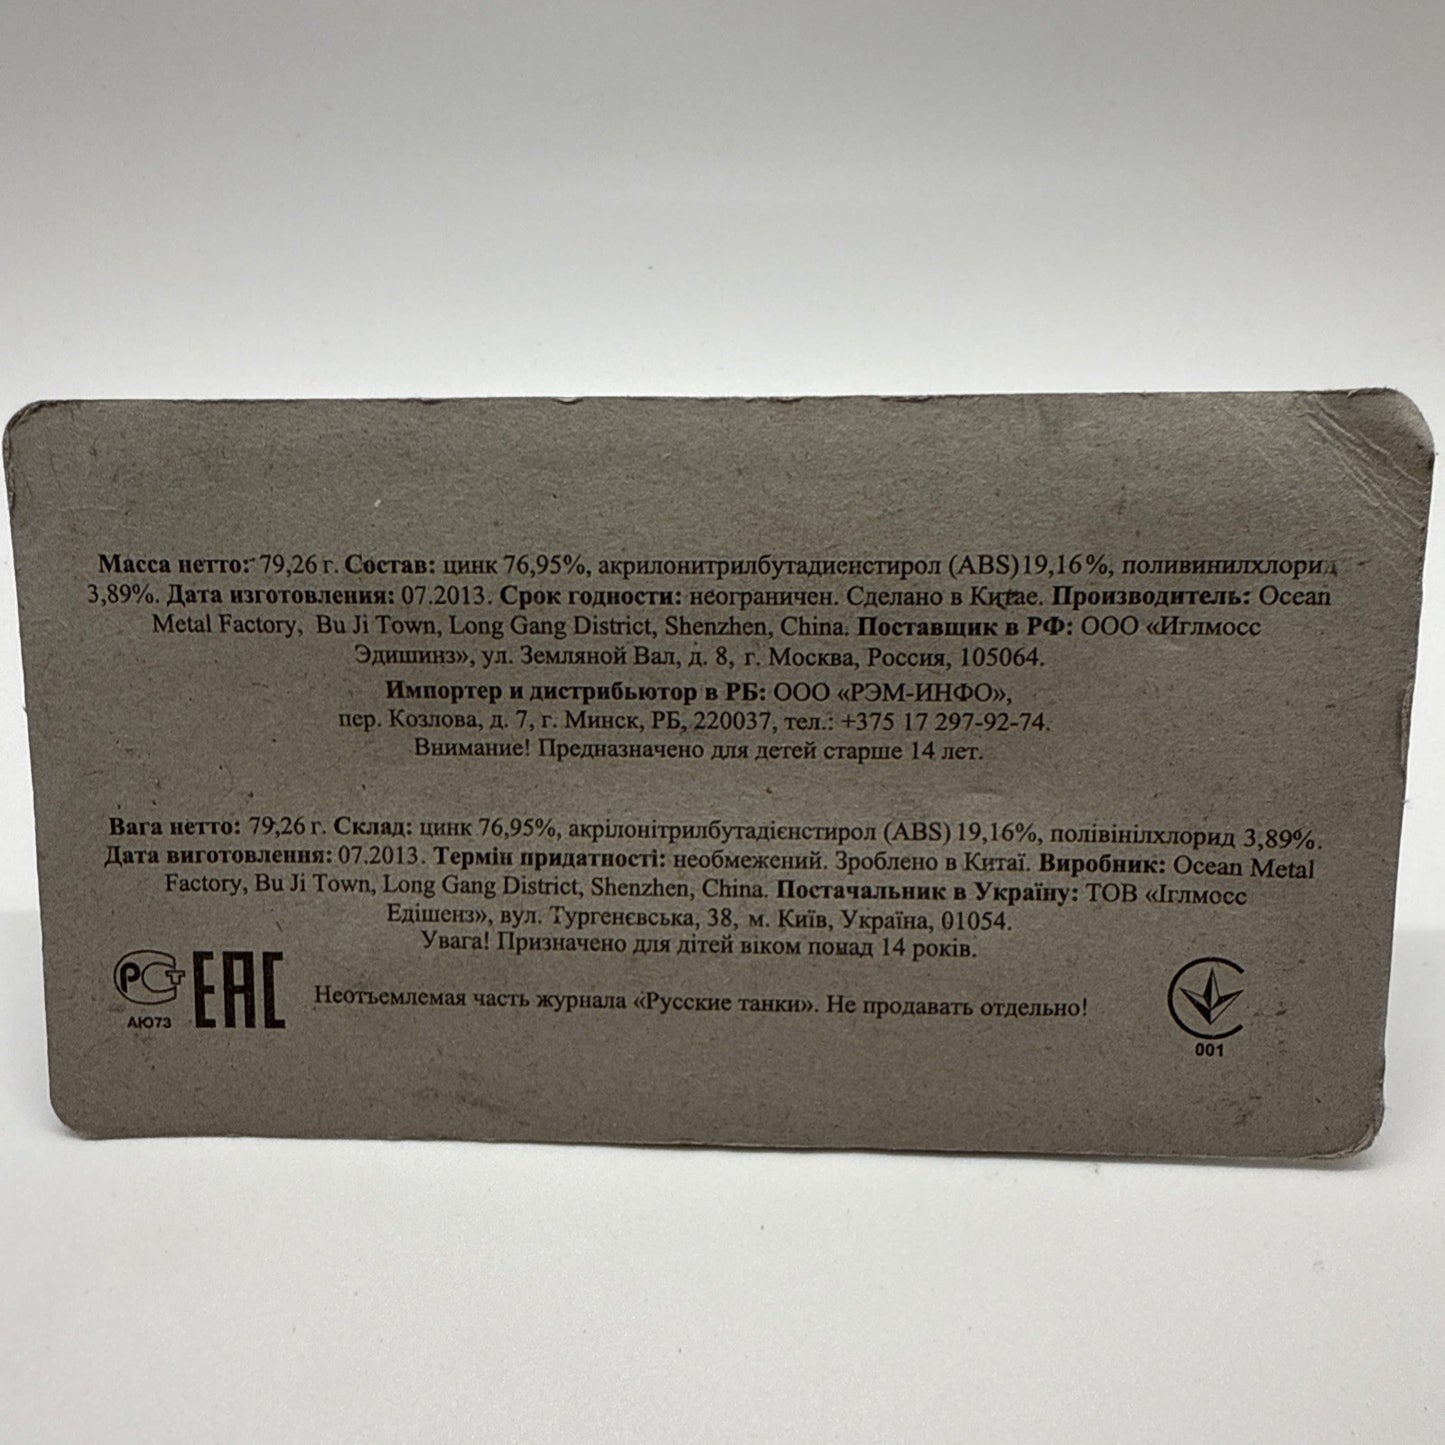 Масса нетто: 79,26 г. Состав: цинк 76,95%, акрилонитрилбутадиенстирол (ABS)19,16%, поливинилхлорид
3,89%. Дата изготовления: 07.2013. Срок годности: неограничен. Сделано в Китае. Производитель: Ocean
Metal Factory, Bu Ji Town, Long Gang District, Shenzhen, China. Поставщик в РФ: ООО «Иглмосс
Эдишинз», ул. Земляной Вал, д. 8, г. Москва, Россия, 105064.
Импортер и дистрибьютор в РБ: ООО «РЭМ-ИНФО»,
пер. Козлова, д. 7, г. Минск, РБ, 220037, тел.: +375 17 297-92-74.
Внимание! Предназначено для детей старше 14 лет.
Вага нетто: 79,26 г. Склад: цинк 76,95%, акрілонітрилбутадієнстирол (ABS) 19,16%, полівінілхлорид 3,89%.
Дата виготовлення: 07.2013. Термін придатності: необмежений. Зроблено в Китаї. Виробник: Ocean Metal
Factory, Bu Ji Town, Long Gang District, Shenzhen, China. Постачальник в Україну: ТОВ «Іглмосс
Едішенз», вул. Тургенєвська, 38, м. Київ, Україна, 01054.
Увага! Призначено для дітей віком понад 14 років.
РСТ EAC Неотъемлемая часть журнала «Русские танки». Не продавать отдельно!
АЮ73
001